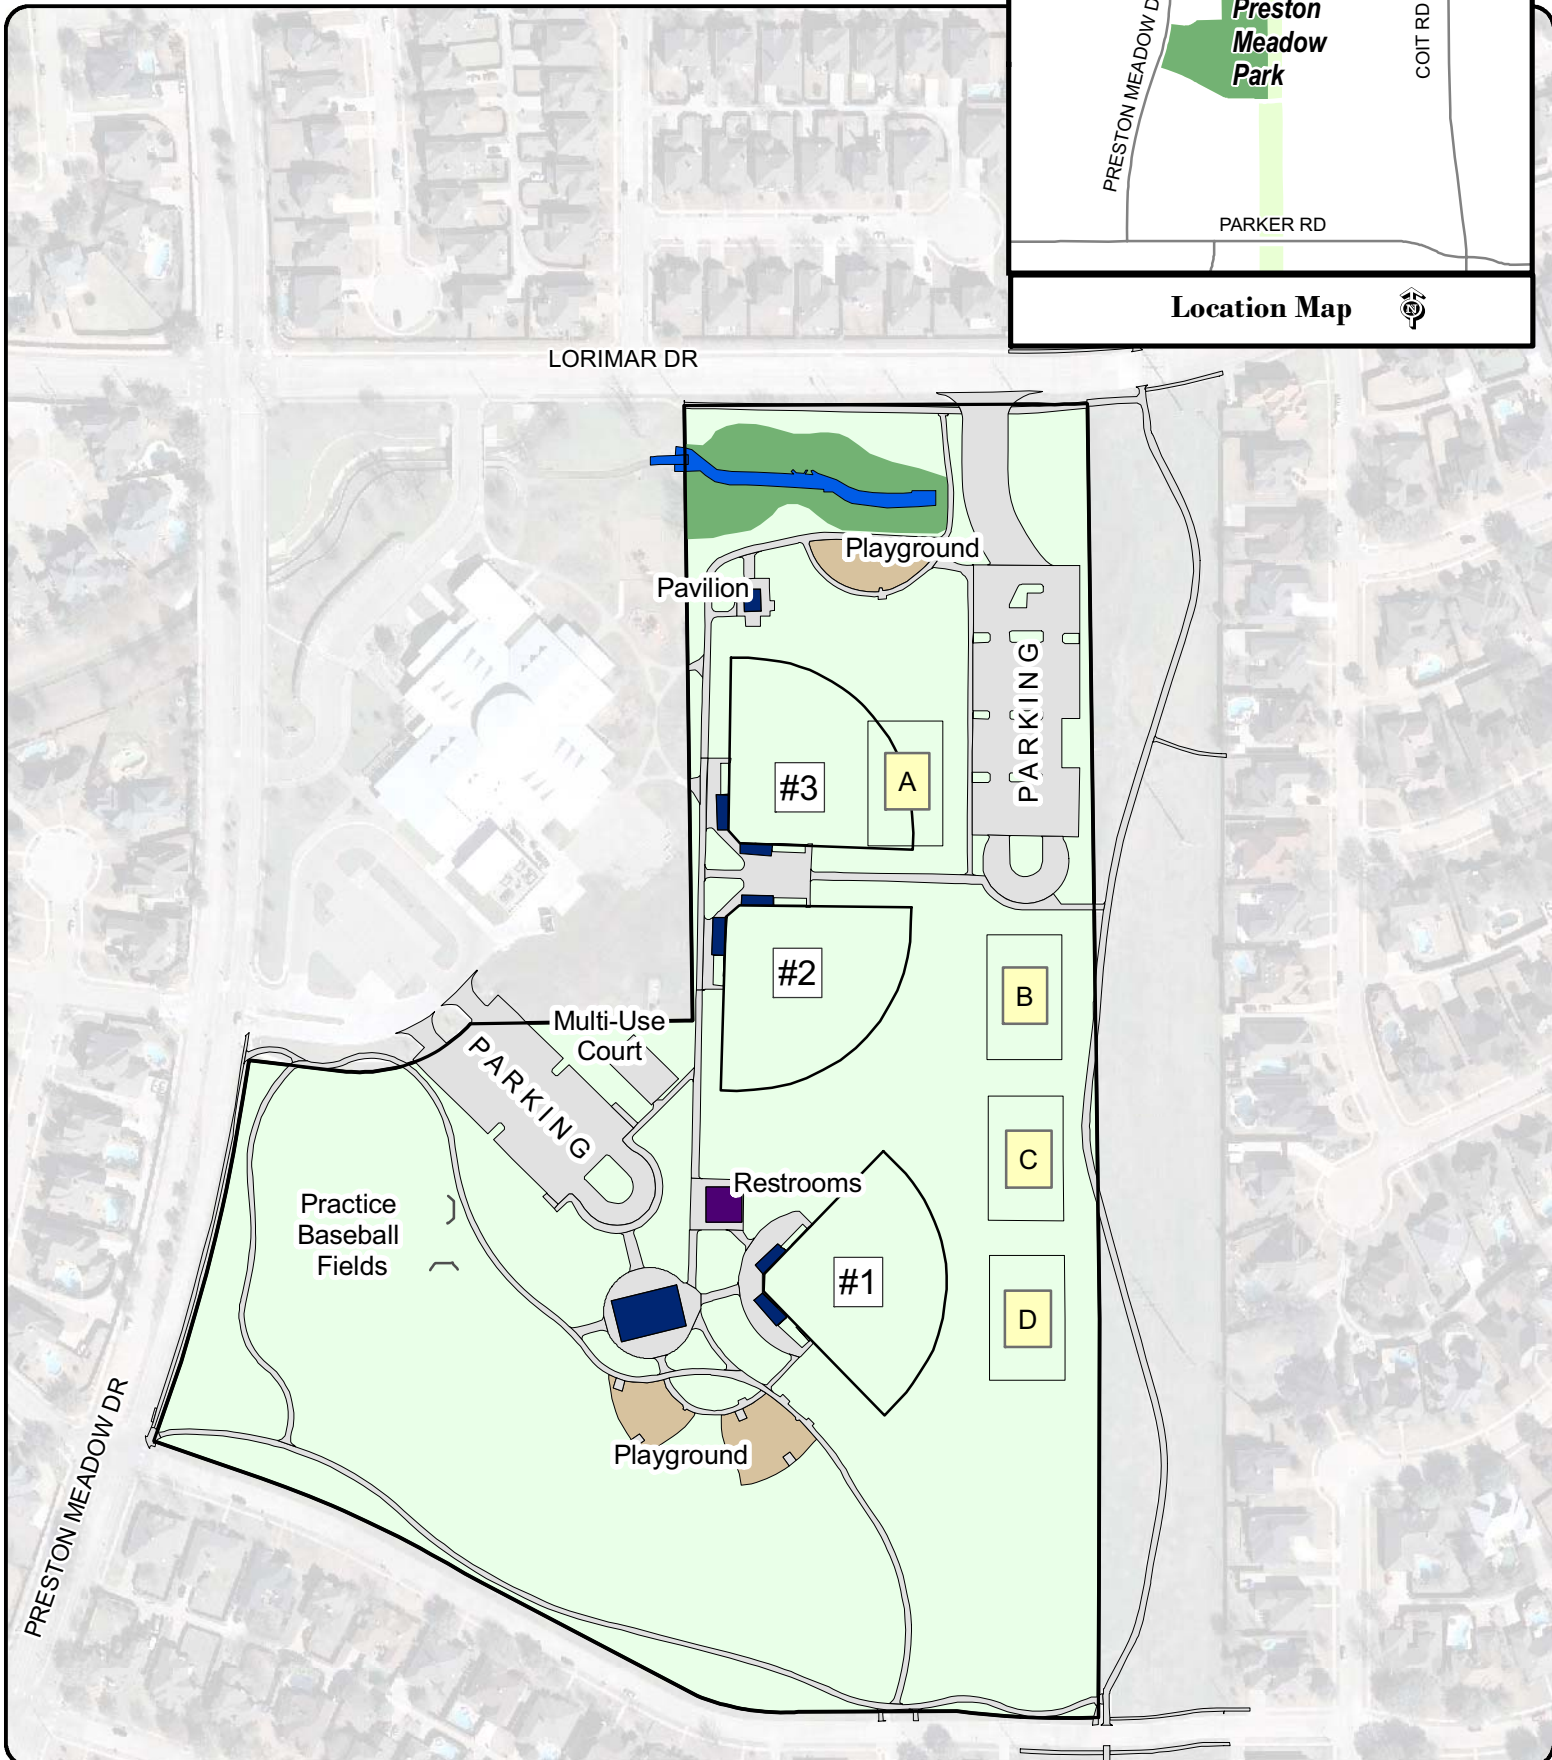 Preston
Meadow
Park
PRESTON MEADOW D
COIT RD
PARKER RD
Location Map
N
LORIMAR DR
Playground
Pavilion
PARKING
#3
A
#2
B
Multi-Use
Court
PARKING
C
Restrooms
Practice
Baseball
Fields
#1
D
Playground
PRESTON MEADOW DR